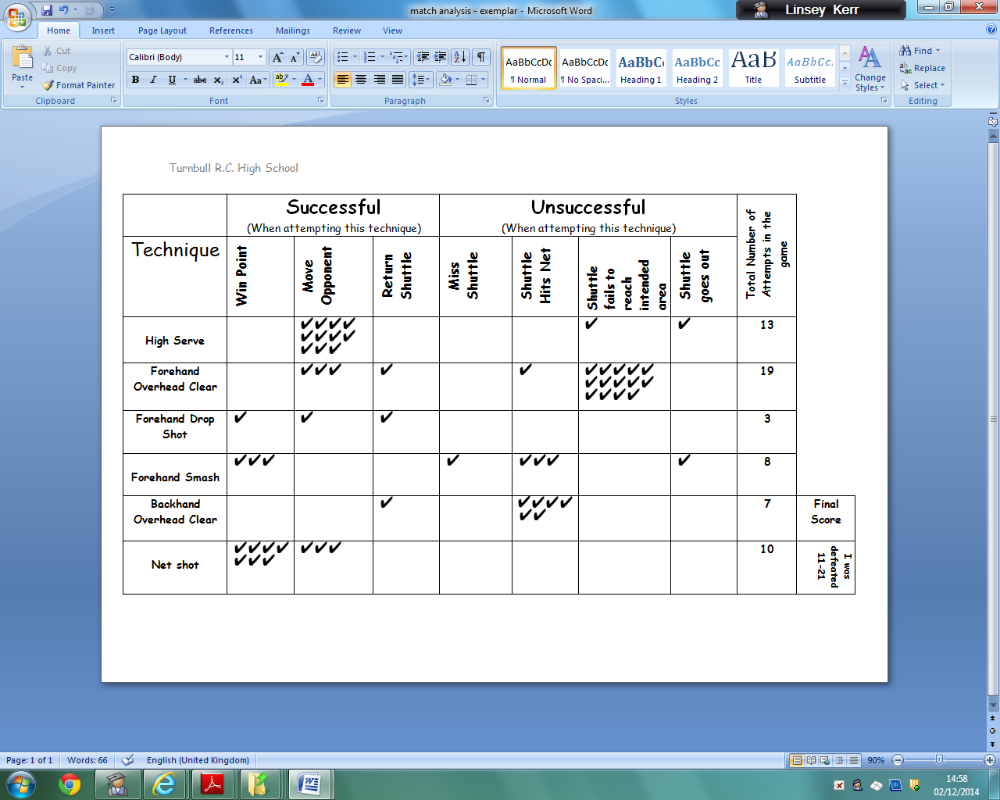 match analysis - exemplar - Microsoft Word
Linsey Kerr
Home Insert Page Layout References Mailings Review View
Paste
Cut
Copy
Format Painter
Clipboard
Calibri (Body) 11
B I U abc x₂ x² Aa
Font
Paragraph
AaBbCcDc AaBbCcDc AaBbC AaBbCc AaB AaBbCc.
¶ Normal ¶ No Spaci... Heading 1 Heading 2 Title Subtitle
Change
Styles
Styles
Find
Replace
Select
Editing
Turnbull R.C. High School
Successful
(When attempting this technique)
Unsuccessful
(When attempting this technique)
Total Number of
Attempts in the
game
Technique
Win Point
Move
Opponent
Return
Shuttle
Miss
Shuttle
Shuttle
Hits Net
Shuttle
fails to
reach
intended
area
Shuttle
goes out
High Serve
✔✔✔✔
✔✔✔✔
✔✔✔
✔
✔
13
Forehand
Overhead Clear
✔✔✔
✔
✔
✔✔✔✔✔
✔✔✔✔✔
✔✔✔✔
19
Forehand Drop
Shot
✔
✔
✔
3
Forehand Smash
✔✔✔
✔
✔✔✔
✔
8
Backhand
Overhead Clear
✔
✔✔✔✔
✔✔
7
Final
Score
Net shot
✔✔✔✔
✔✔✔
✔✔✔
10
I was
defeated
11-21
Page: 1 of 1 Words: 66 English (United Kingdom) 90%
14:58
02/12/2014